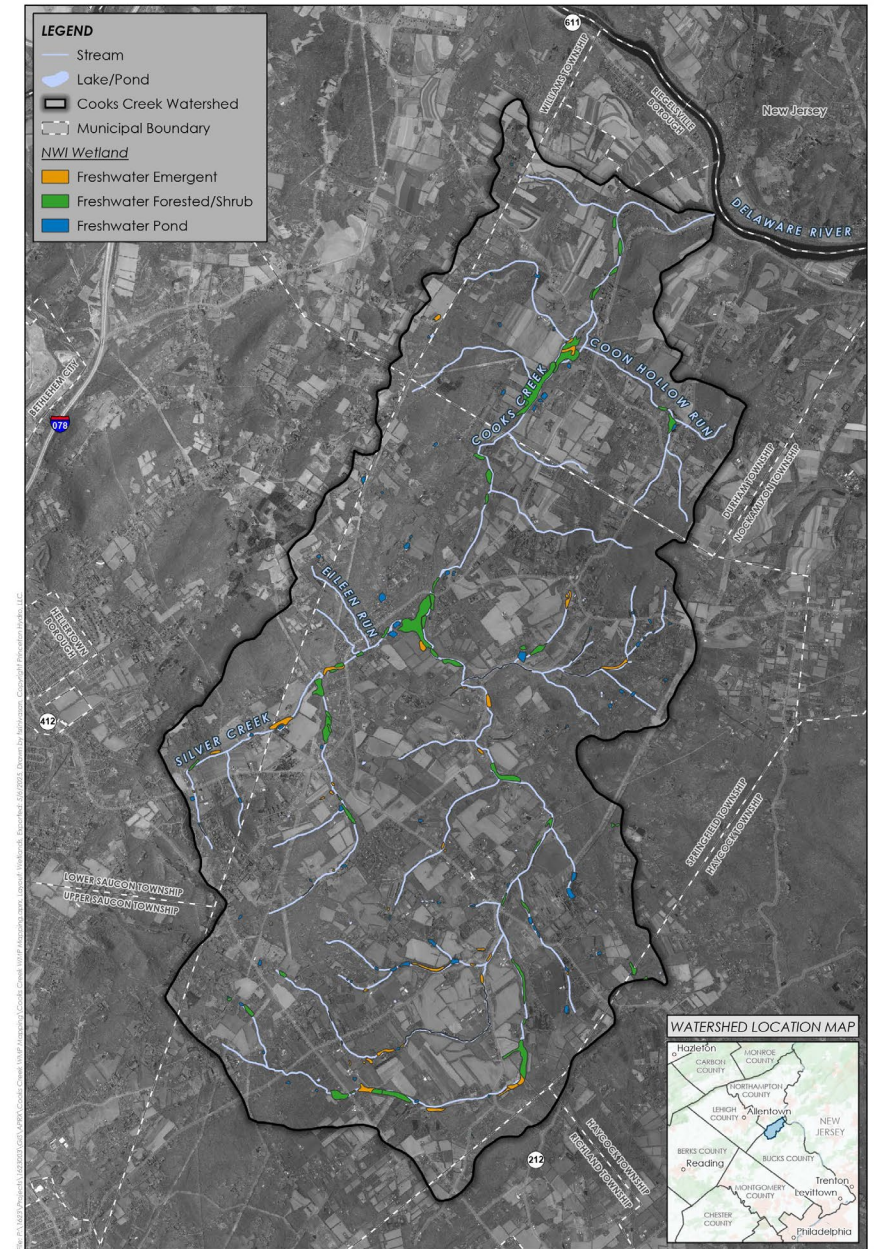 LEGEND
Stream
Lake/Pond
Cooks Creek Watershed
Municipal Boundary
NWI Wetland
Freshwater Emergent
Freshwater Forested/Shrub
Freshwater Pond
611
WILLIAMS TOWNSHIP
RIEGELSVILLE
BOROUGH
New Jersey
DELAWARE RIVER
BETHLEHEM CITY
078
COOKS CREEK
COON HOLLOW RUN
DURHAM TOWNSHIP
NOCKAMIXON TOWNSHIP
EILEEN RUN
HELLERTOWN
BOROUGH
412
SILVER CREEK
SPRINGFIELD TOWNSHIP
HAYCOCK TOWNSHIP
LOWER SAUCON TOWNSHIP
UPPER SAUCON TOWNSHIP
212
HAYCOCK TOWNSHIP
RICHLAND TOWNSHIP
WATERSHED LOCATION MAP
Hazleton
CARBON
COUNTY
MONROE
COUNTY
NORTHAMPTON
COUNTY
LEHIGH
COUNTY
Allentown
NEW
JERSEY
BERKS COUNTY
Reading
BUCKS COUNTY
MONTGOMERY
COUNTY
Trenton
Levittown
CHESTER
COUNTY
Philadelphia